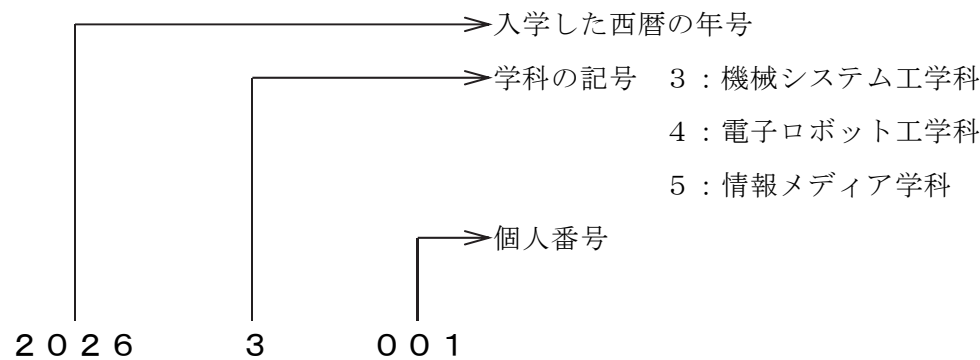 入学した西暦の年号
学科の記号　３：機械システム工学科
４：電子ロボット工学科
５：情報メディア学科
個人番号
２０２６　３　００１